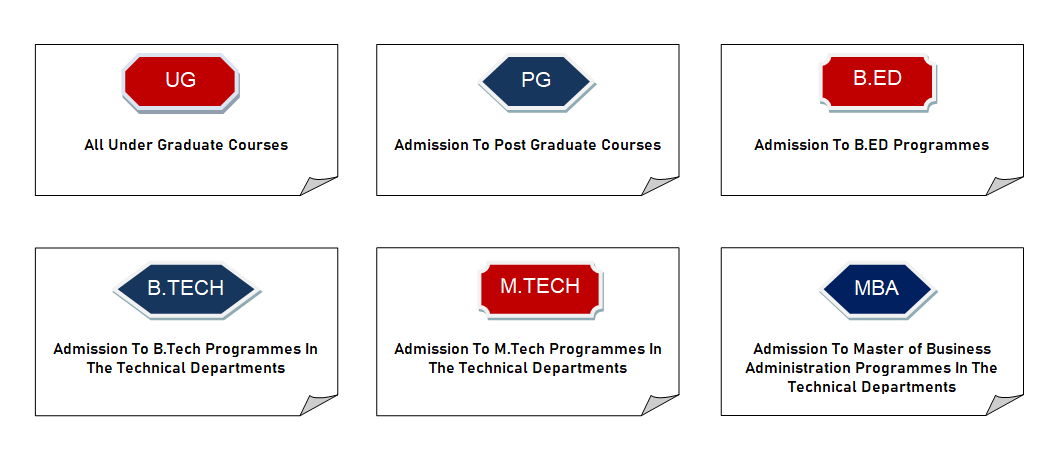 UG
All Under Graduate Courses
PG
Admission To Post Graduate Courses
B.ED
Admission To B.ED Programmes
B.TECH
Admission To B.Tech Programmes In
The Technical Departments
M.TECH
Admission To M.Tech Programmes In
The Technical Departments
MBA
Admission To Master of Business
Administration Programmes In The
Technical Departments